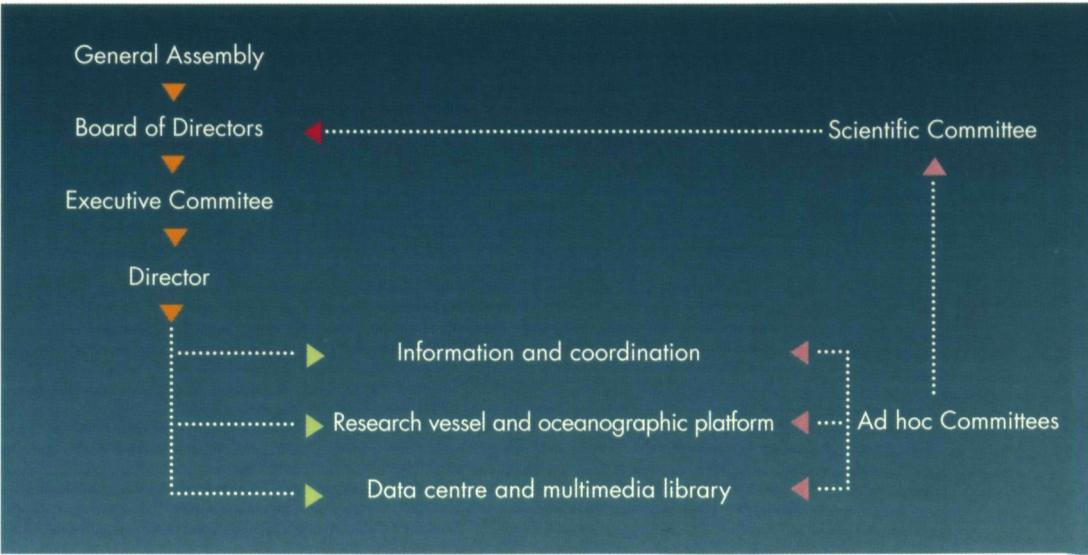 General Assembly
Board of Directors
Scientific Committee
Executive Commitee
Director
Information and coordination
Research vessel and oceanographic platform
Ad hoc Committees
Data centre and multimedia library